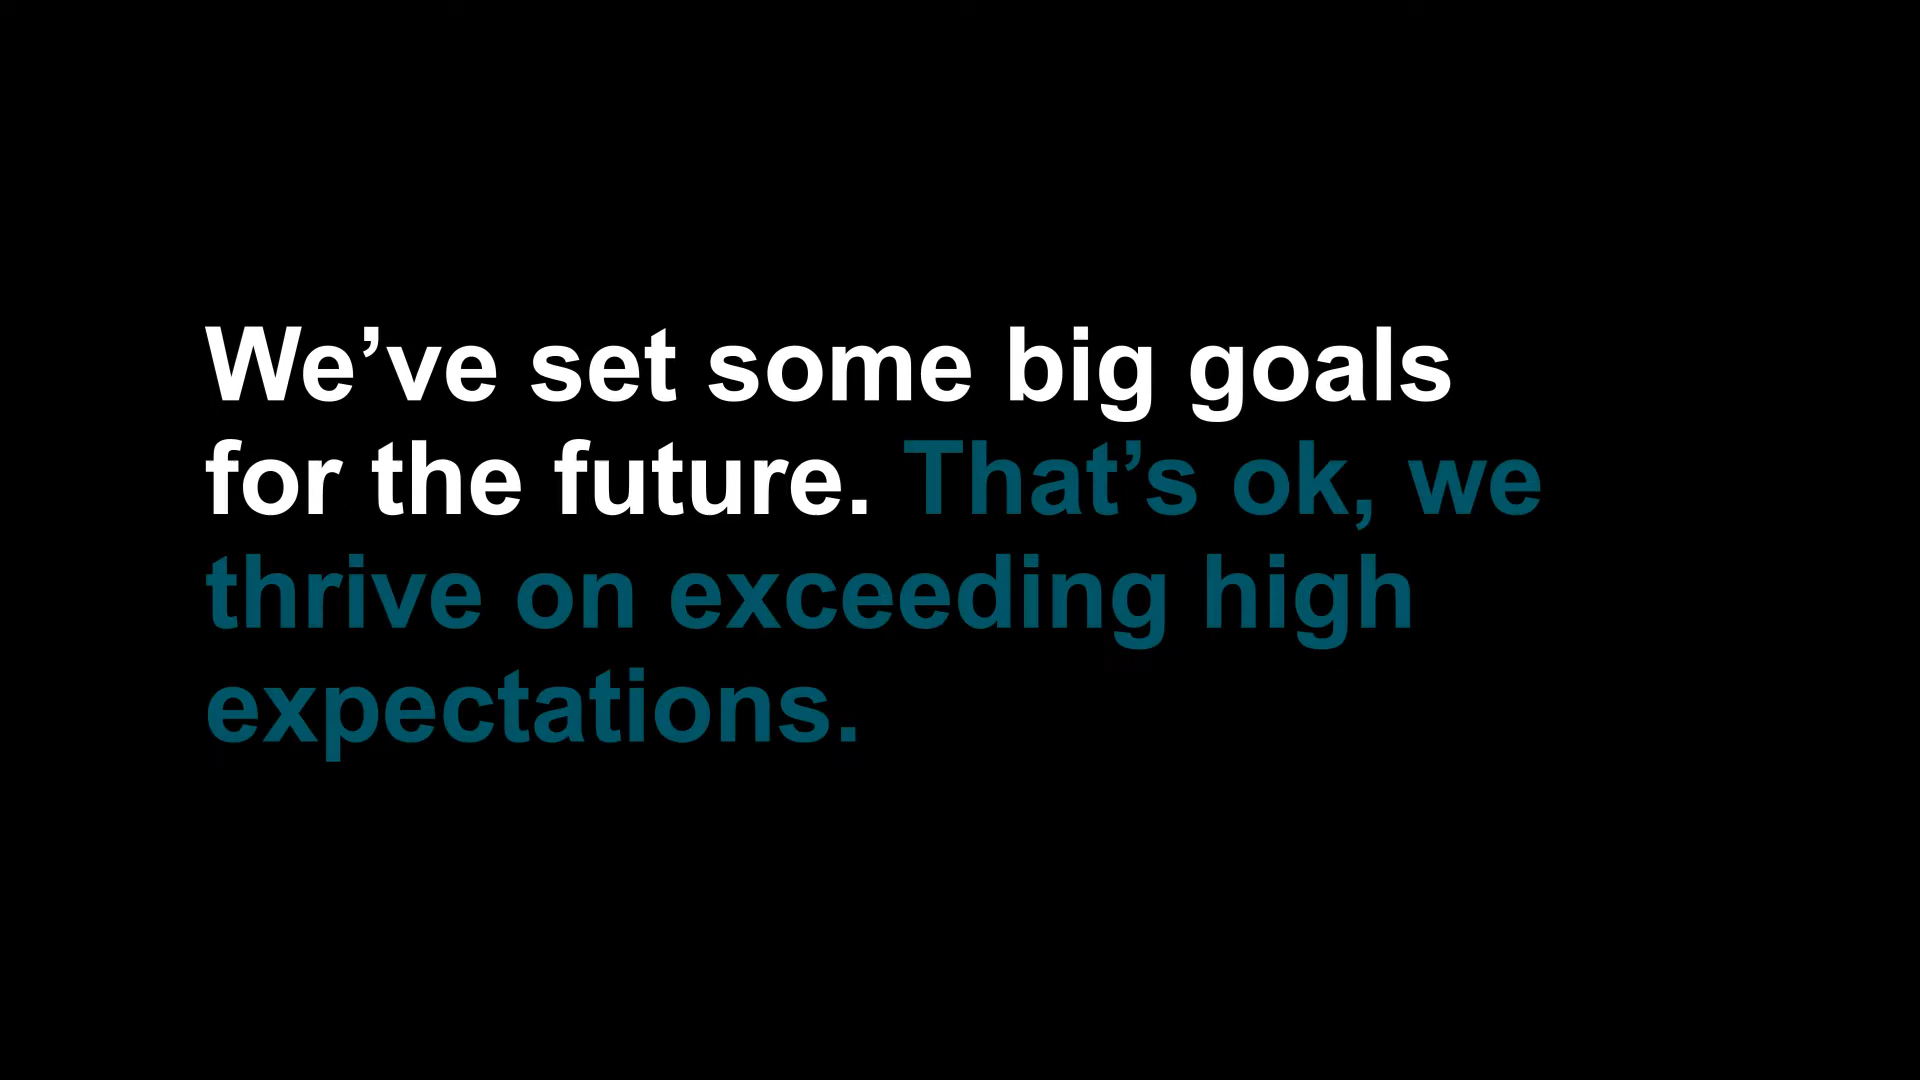 We’ve set some big goals
for the future. That’s ok, we
thrive on exceeding high
expectations.